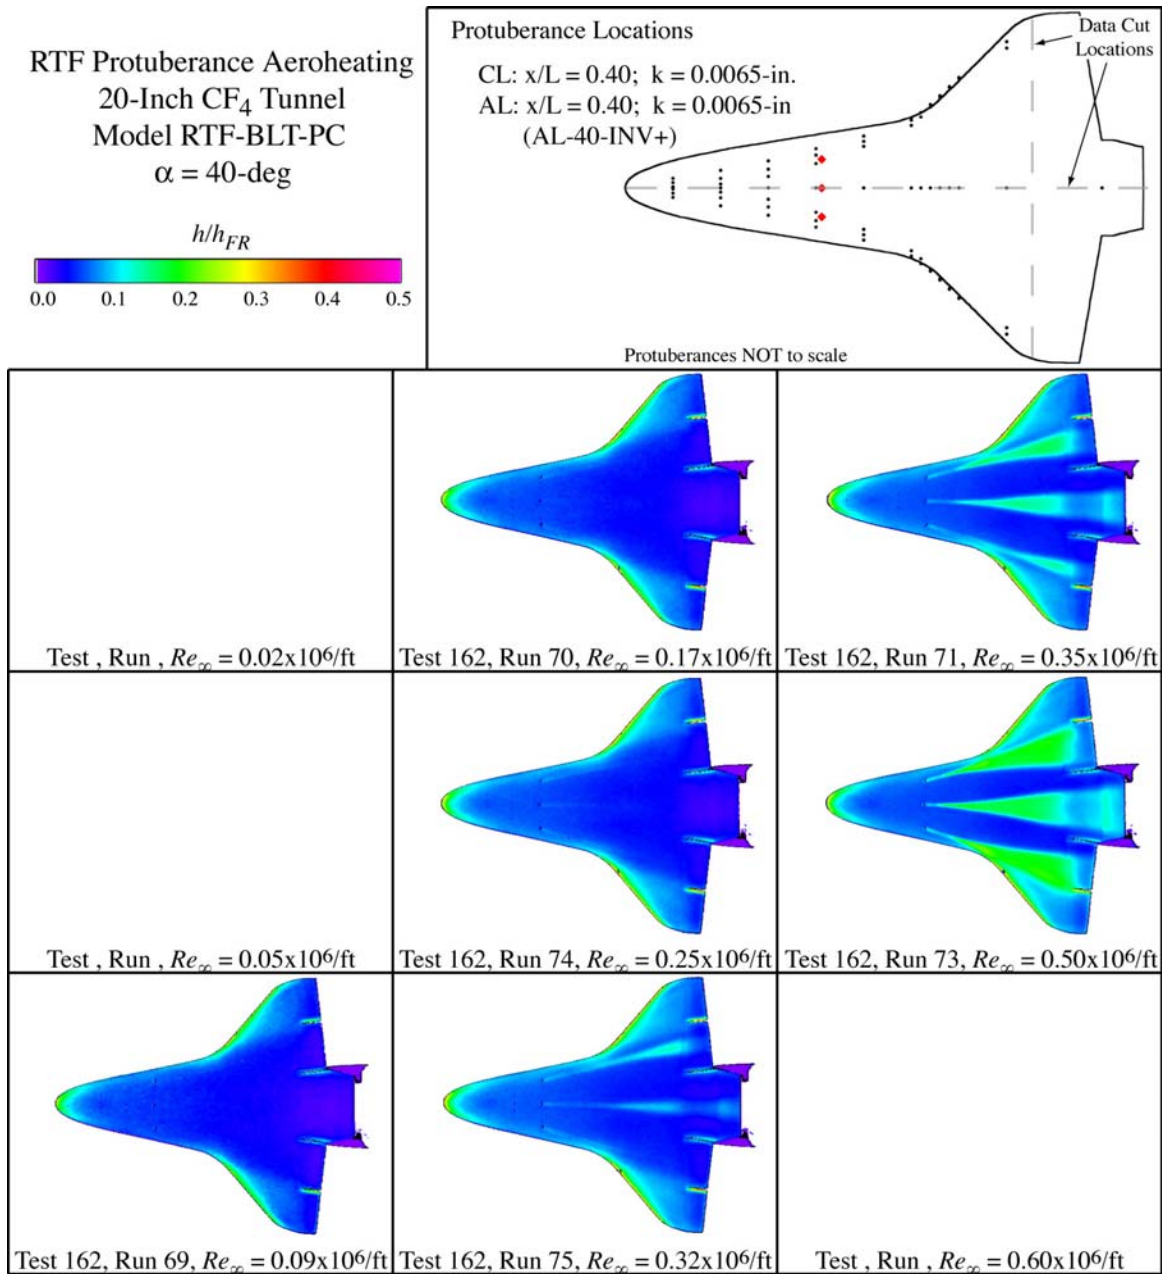 RTF Protuberance Aeroheating
20-Inch CF₄ Tunnel
Model RTF-BLT-PC
α = 40-deg
h/h_FR
0.0 0.1 0.2 0.3 0.4 0.5
Protuberance Locations
CL: x/L = 0.40; k = 0.0065-in.
AL: x/L = 0.40; k = 0.0065-in
(AL-40-INV+)
Data Cut
Locations
Protuberances NOT to scale
Test , Run , Re∞ = 0.02x10⁶/ft
Test 162, Run 70, Re∞ = 0.17x10⁶/ft
Test 162, Run 71, Re∞ = 0.35x10⁶/ft
Test , Run , Re∞ = 0.05x10⁶/ft
Test 162, Run 74, Re∞ = 0.25x10⁶/ft
Test 162, Run 73, Re∞ = 0.50x10⁶/ft
Test 162, Run 69, Re∞ = 0.09x10⁶/ft
Test 162, Run 75, Re∞ = 0.32x10⁶/ft
Test , Run , Re∞ = 0.60x10⁶/ft